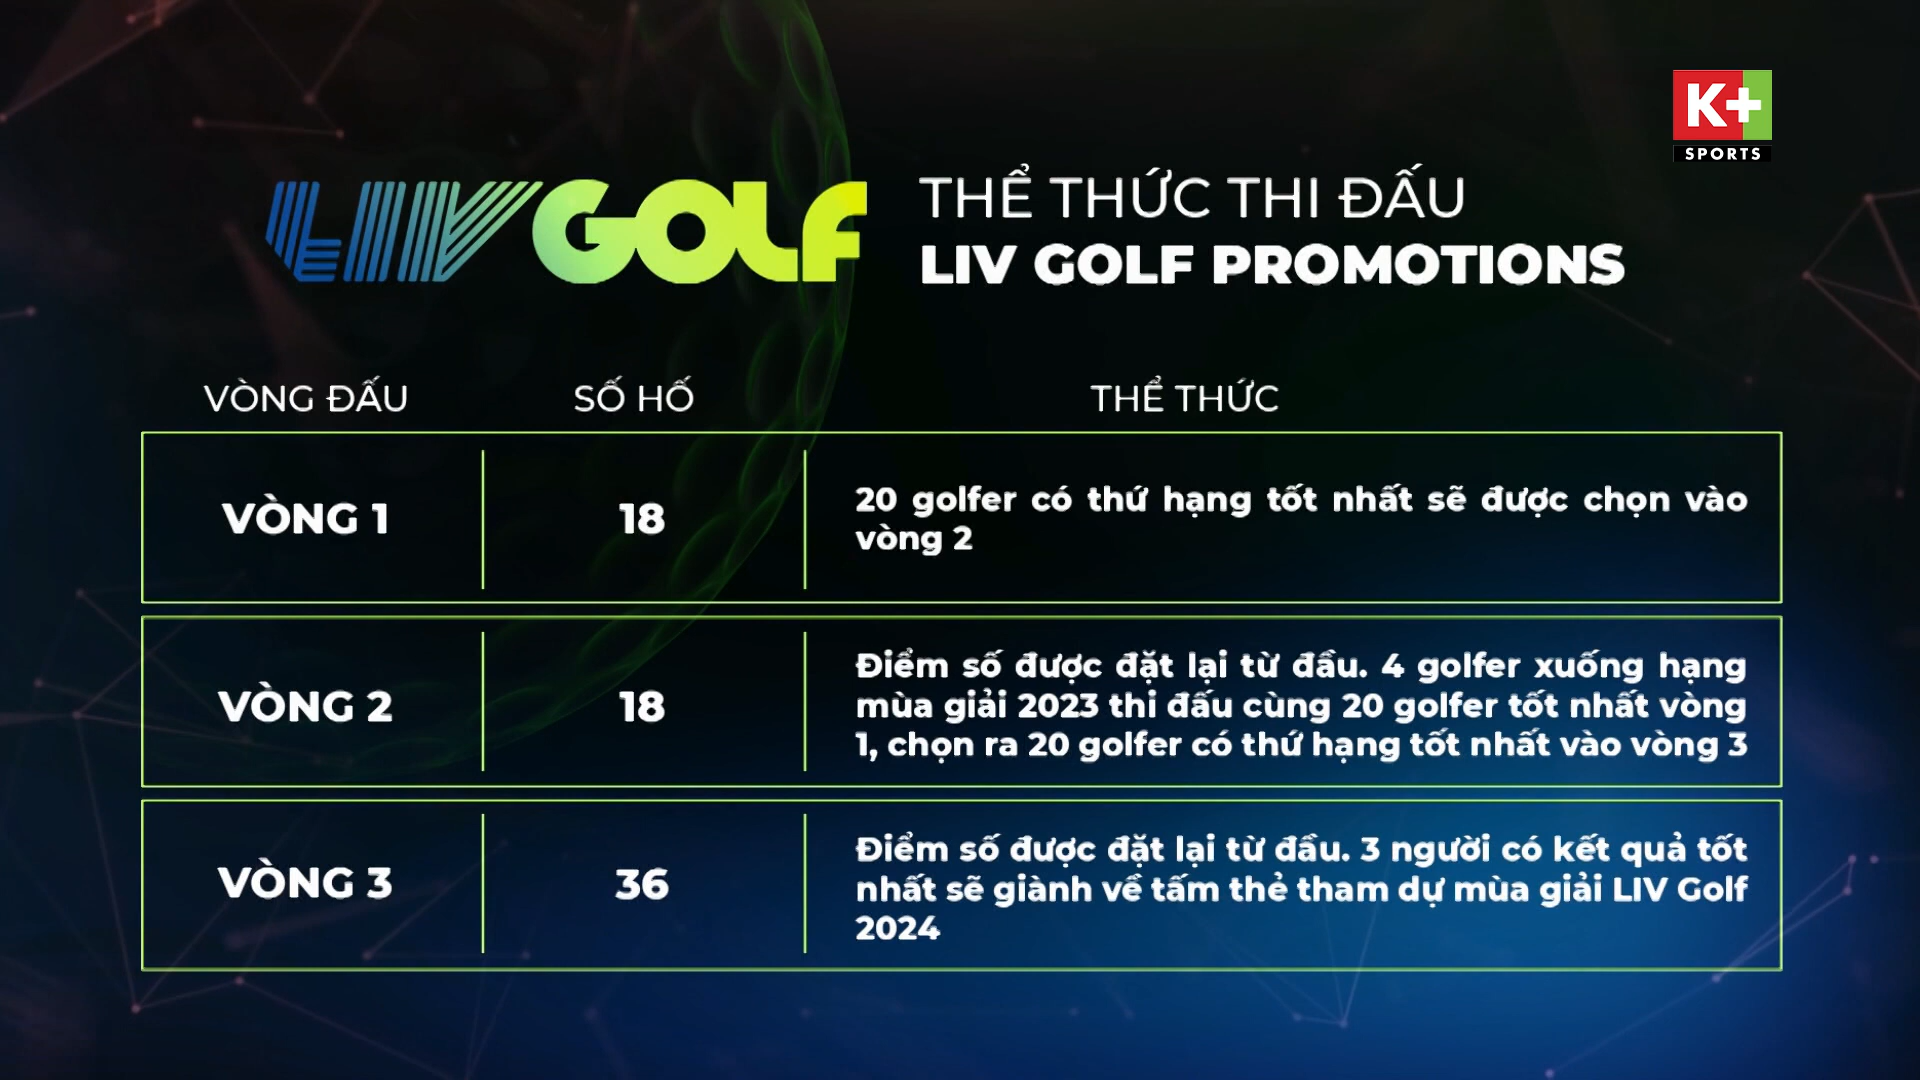 K+
SPORTS
LIV GOLF
THỂ THỨC THI ĐẤU
LIV GOLF PROMOTIONS
VÒNG ĐẤU
SỐ HỐ
THỂ THỨC
VÒNG 1
18
20 golfer có thứ hạng tốt nhất sẽ được chọn vào
vòng 2
VÒNG 2
18
Điểm số được đặt lại từ đầu. 4 golfer xuống hạng
mùa giải 2023 thi đấu cùng 20 golfer tốt nhất vòng
1, chọn ra 20 golfer có thứ hạng tốt nhất vào vòng 3
VÒNG 3
36
Điểm số được đặt lại từ đầu. 3 người có kết quả tốt
nhất sẽ giành về tấm thẻ tham dự mùa giải LIV Golf
2024